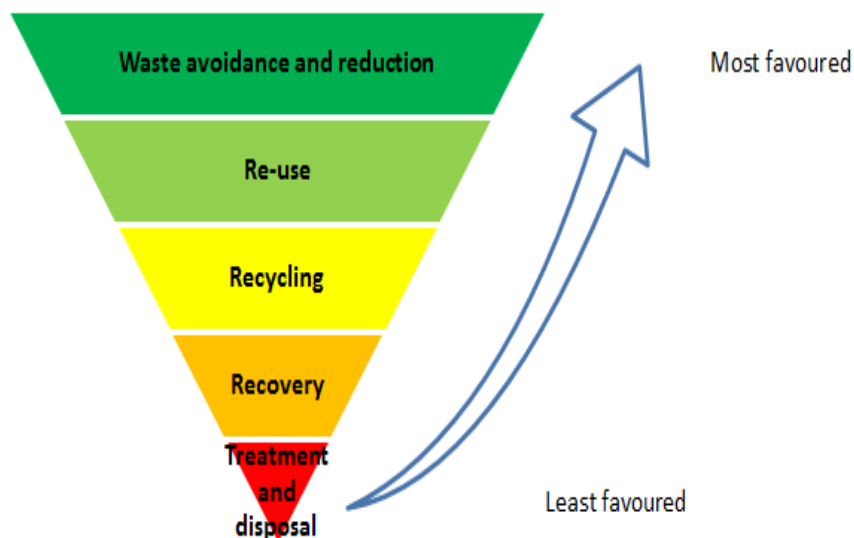 Waste avoidance and reduction
Most favoured
Re-use
Recycling
Recovery
Treatment
and
disposal
Least favoured